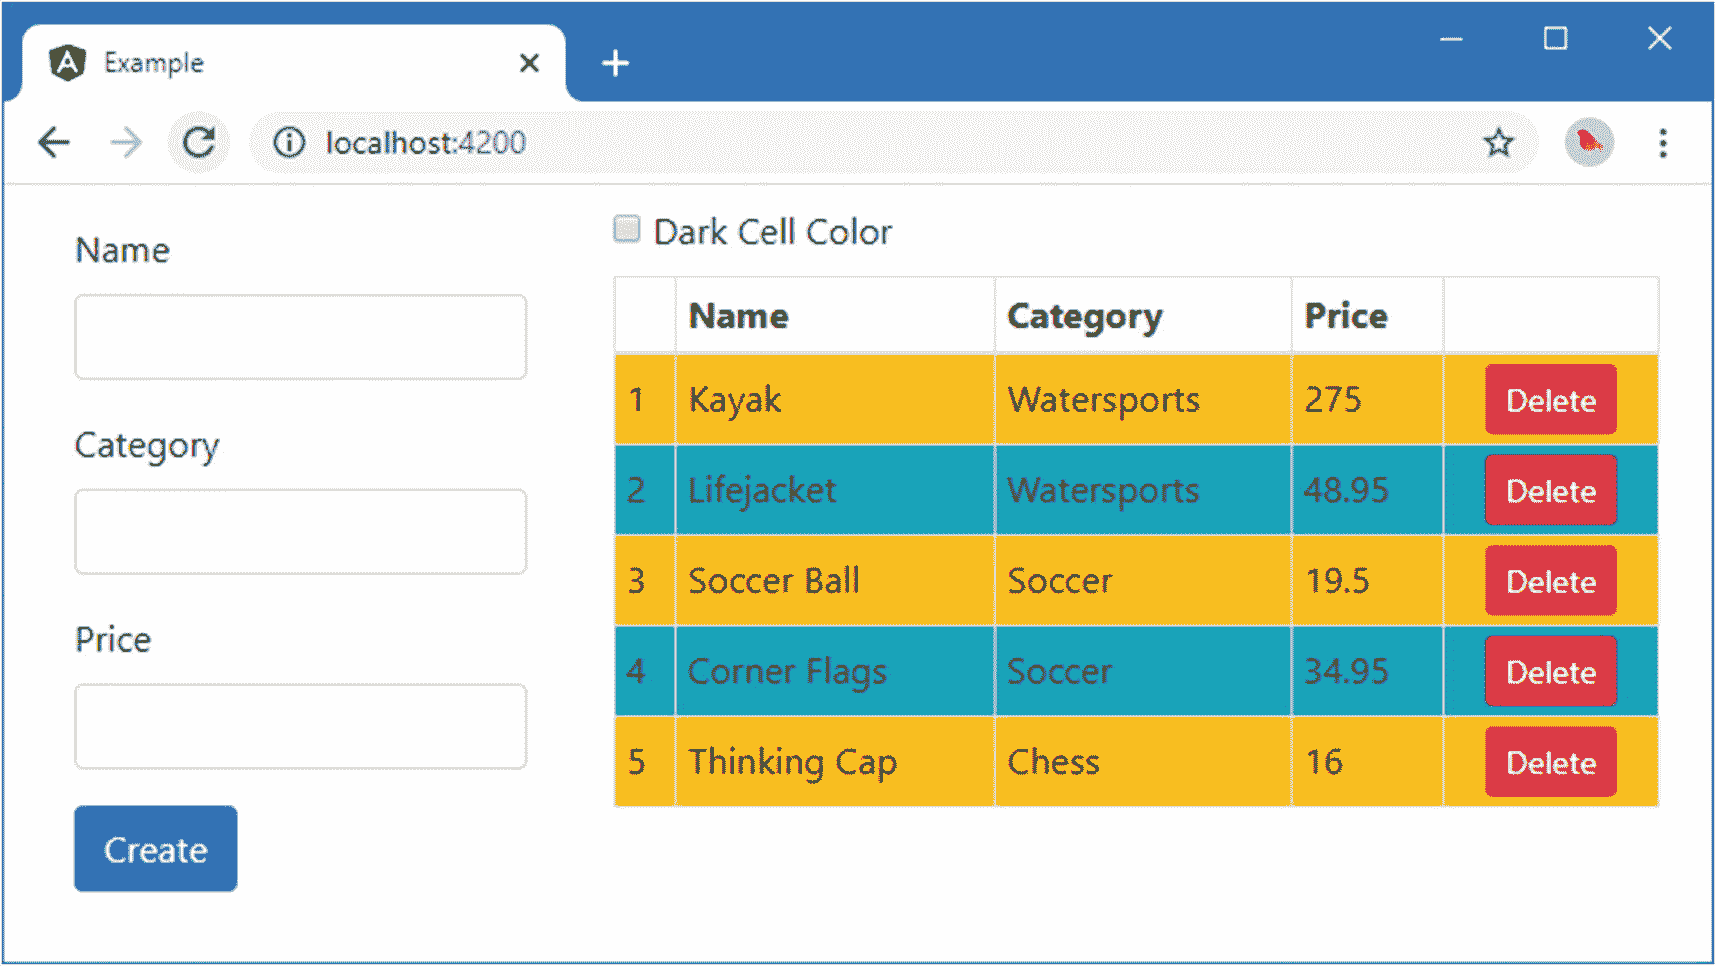 Example
localhost:4200
Name
Category
Price
Create
Dark Cell Color
Name Category Price
1 Kayak Watersports 275 Delete
2 Lifejacket Watersports 48.95 Delete
3 Soccer Ball Soccer 19.5 Delete
4 Corner Flags Soccer 34.95 Delete
5 Thinking Cap Chess 16 Delete